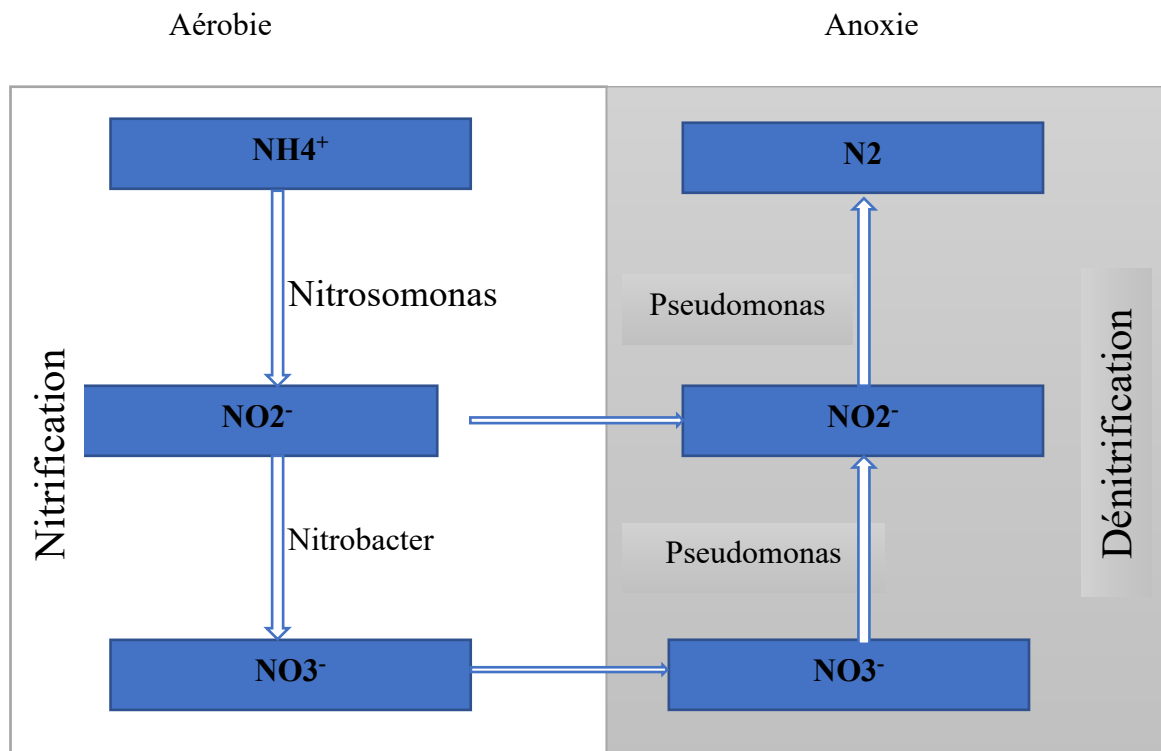 Aérobie
Anoxie
NH4⁺
N2
Nitrosomonas
Pseudomonas
Nitrification
Dénitrification
NO2⁻
NO2⁻
Nitrobacter
Pseudomonas
NO3⁻
NO3⁻